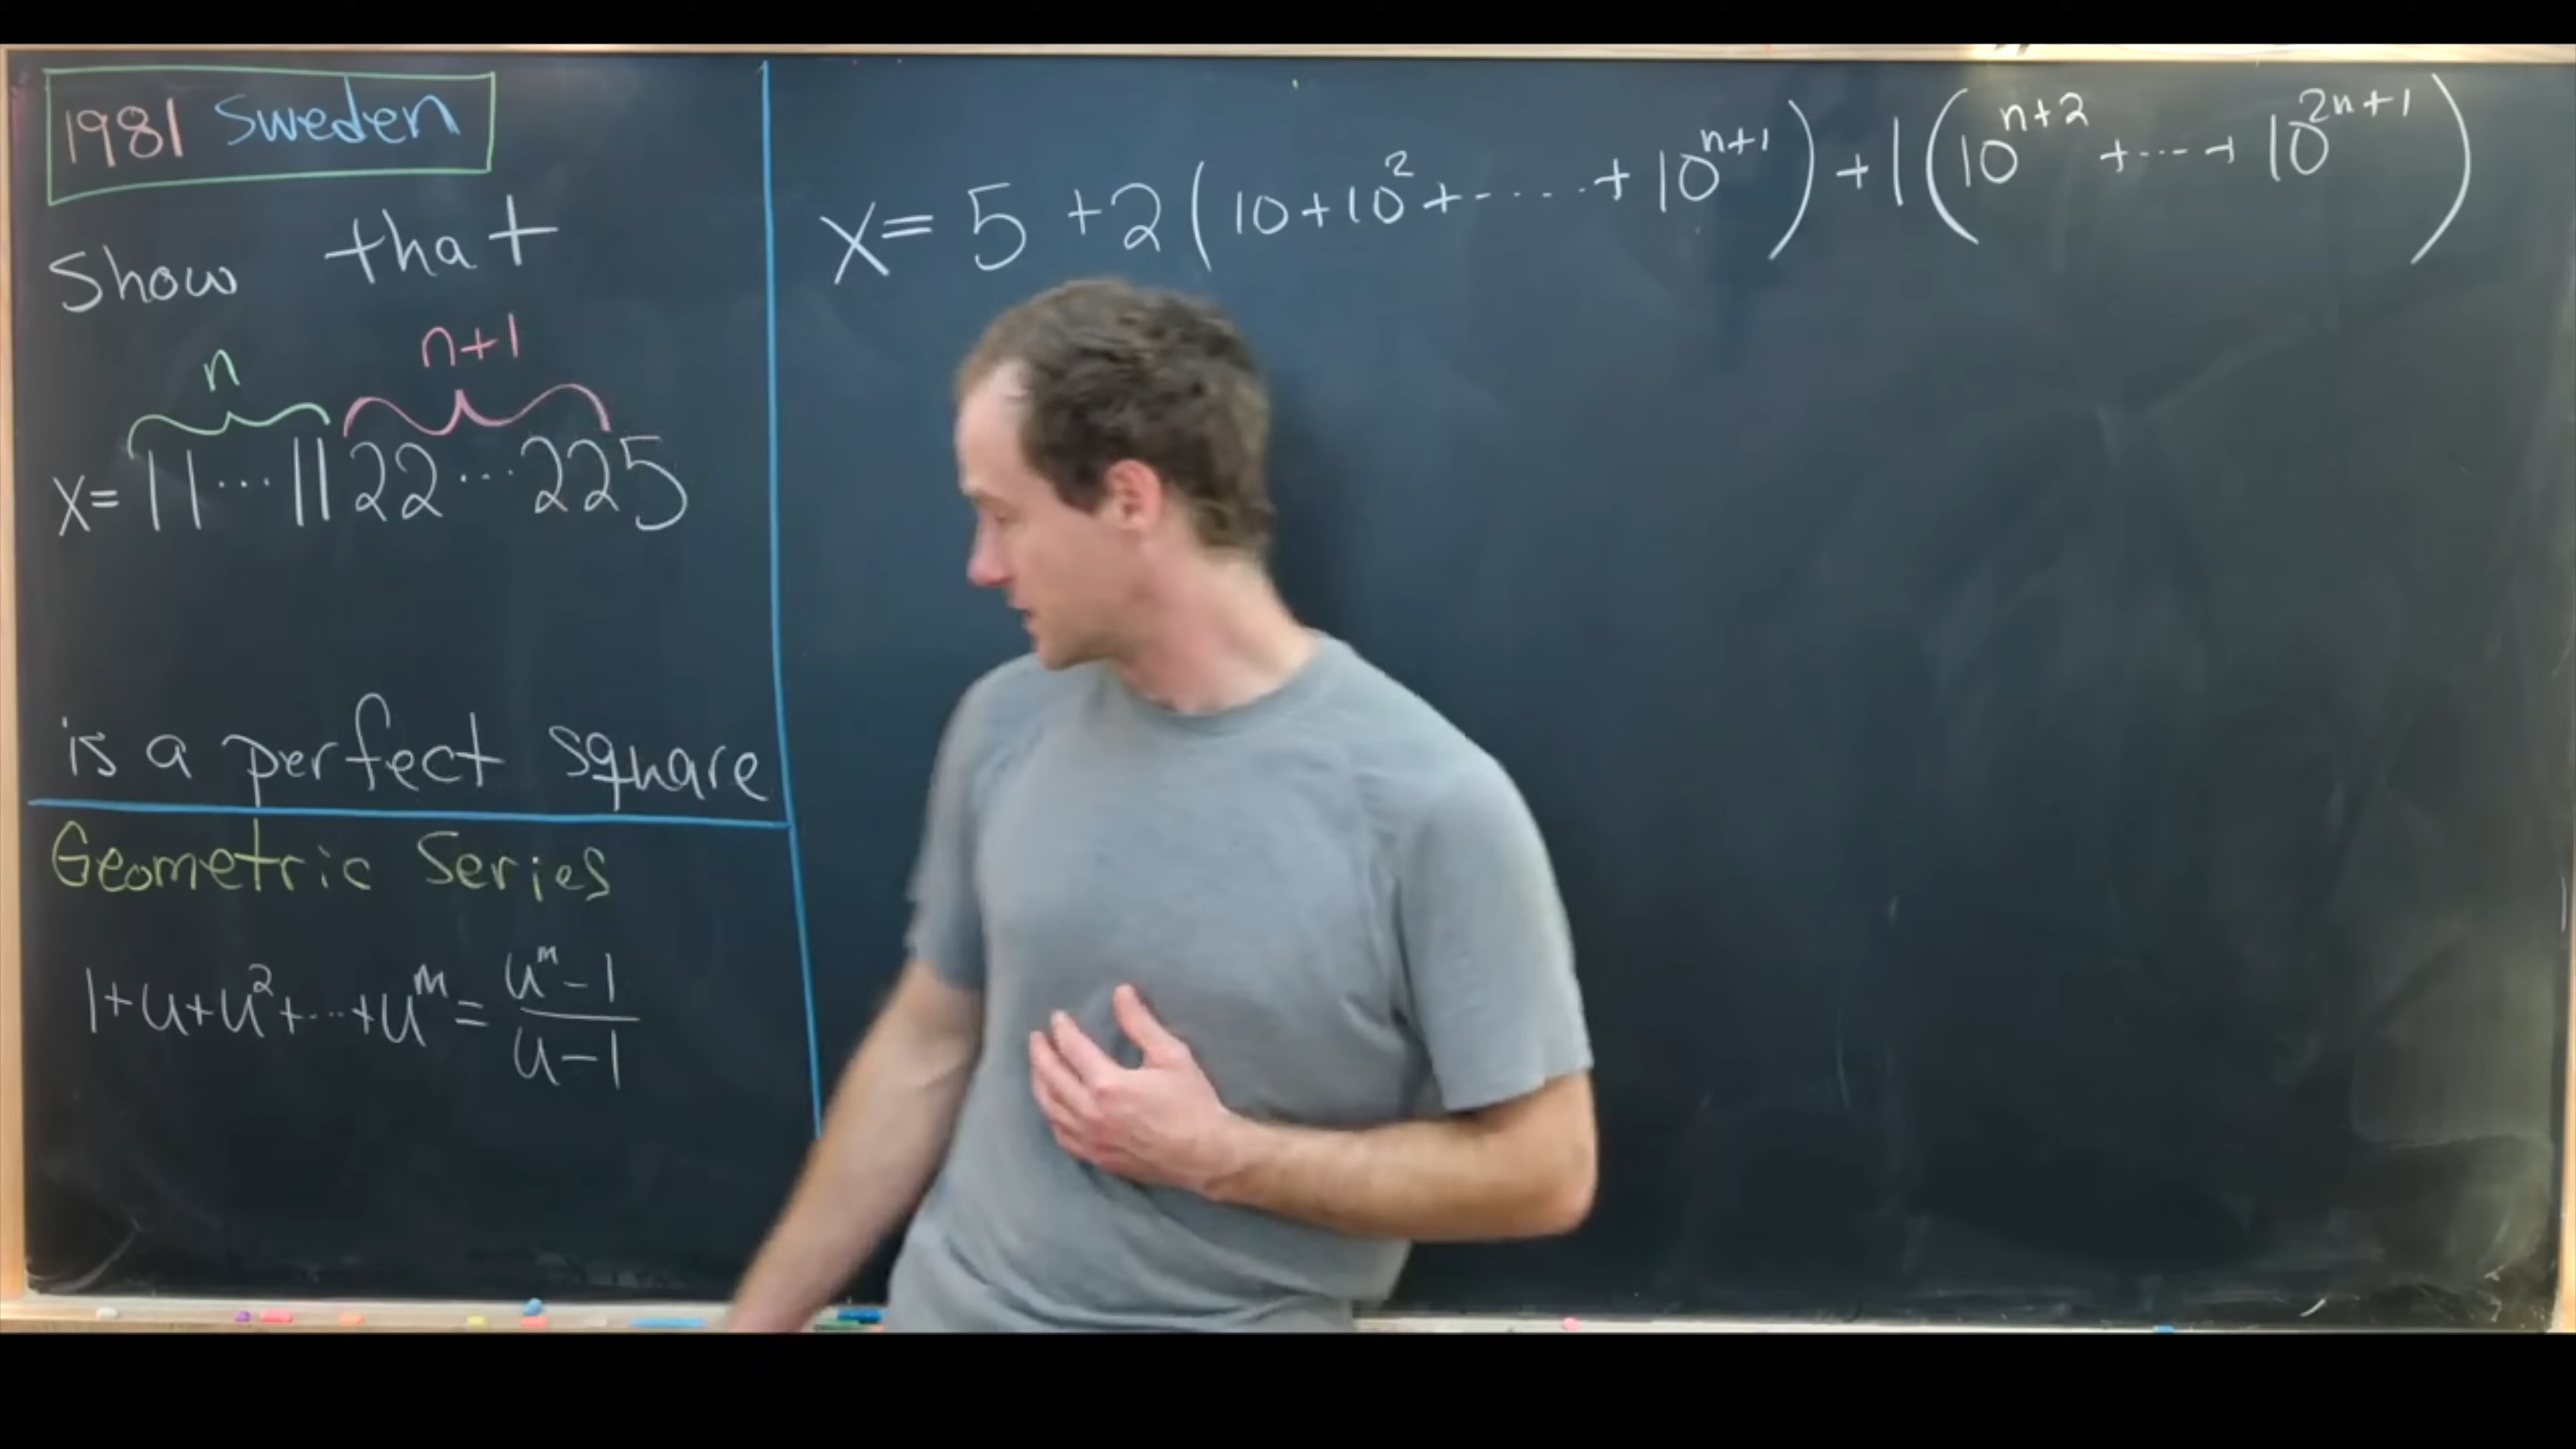 1981 Sweden
Show that
n n+1
x= 11...1122...225
is a perfect square
Geometric Series
1+u+u²+...+uᵐ = (uᵐ-1)/(u-1)
x= 5 +2(10+10²+.....+10ⁿ⁺¹)+1(10ⁿ⁺²+....+10²ⁿ⁺¹)